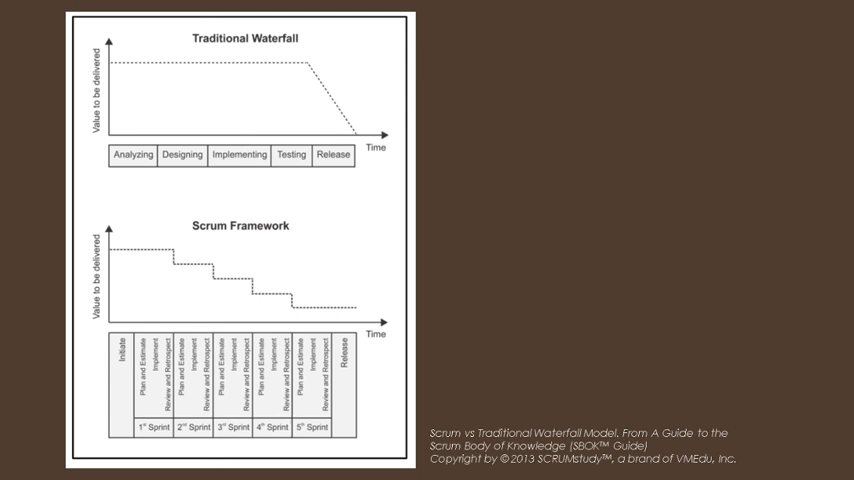 Traditional Waterfall
Value to be delivered
Time
Analyzing Designing Implementing Testing Release
Scrum Framework
Value to be delivered
Time
Initiate
Plan and Estimate
Implement
Review and Retrospect
Plan and Estimate
Implement
Review and Retrospect
Plan and Estimate
Implement
Review and Retrospect
Plan and Estimate
Implement
Review and Retrospect
Plan and Estimate
Implement
Review and Retrospect
Release
1st Sprint 2nd Sprint 3rd Sprint 4th Sprint 5th Sprint
Scrum vs Traditional Waterfall Model. From A Guide to the
Scrum Body of Knowledge (SBOK™ Guide)
Copyright by © 2013 SCRUMstudy™, a brand of VMEdu, Inc.